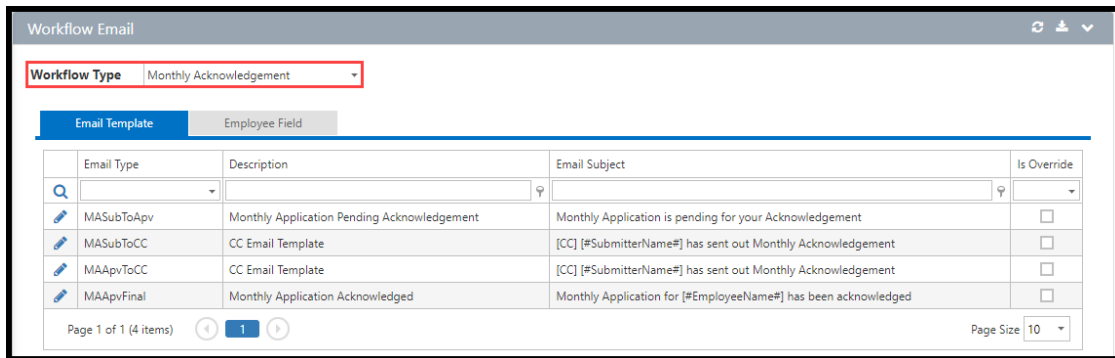 Workflow Email
Workflow Type Monthly Acknowledgement
Email Template Employee Field
Email Type Description Email Subject Is Override
MASubToApv Monthly Application Pending Acknowledgement Monthly Application is pending for your Acknowledgement
MASubToCC CC Email Template [CC] [#SubmitterName#] has sent out Monthly Acknowledgement
MAApvToCC CC Email Template [CC] [#SubmitterName#] has sent out Monthly Acknowledgement
MAApvFinal Monthly Application Acknowledged Monthly Application for [#EmployeeName#] has been acknowledged
Page 1 of 1 (4 items) 1 Page Size 10